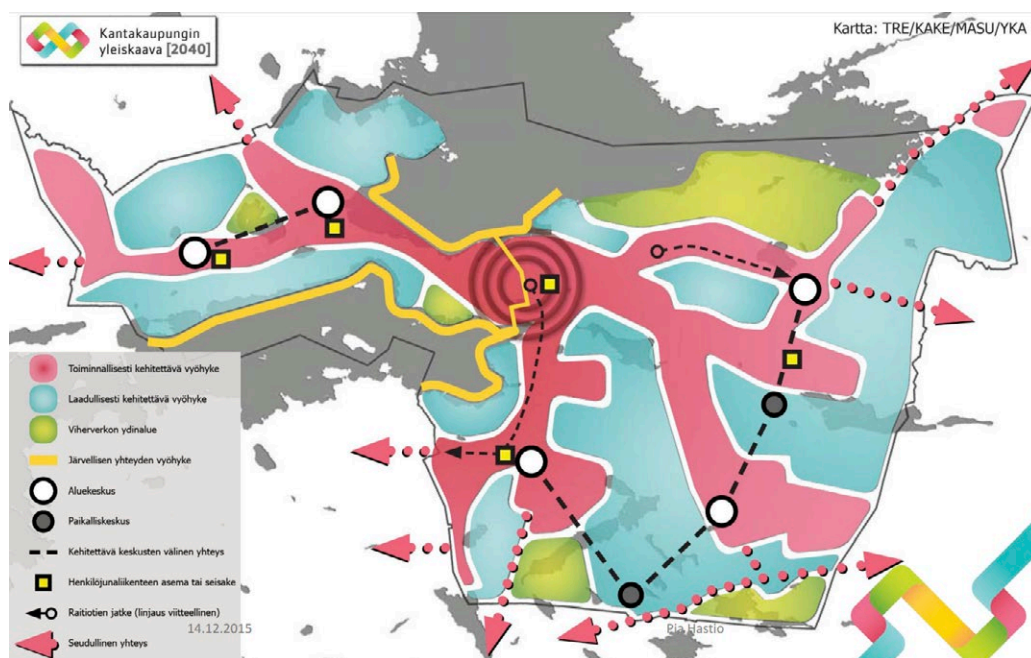 Kantakaupungin
yleiskaava [2040]
Kartta: TRE/KAKE/MASU/YKA
Toiminnallisesti kehitettävä vyöhyke
Laadullisesti kehitettävä vyöhyke
Viherverkon ydinalue
Järvellisen yhteyden vyöhyke
Aluekeskus
Paikalliskeskus
Kehitettävä keskusten välinen yhteys
Henkilöjunaliikenteen asema tai seisake
Raitiotien jatke (linjaus viitteellinen)
Seudullinen yhteys
14.12.2015
Pia Hastio